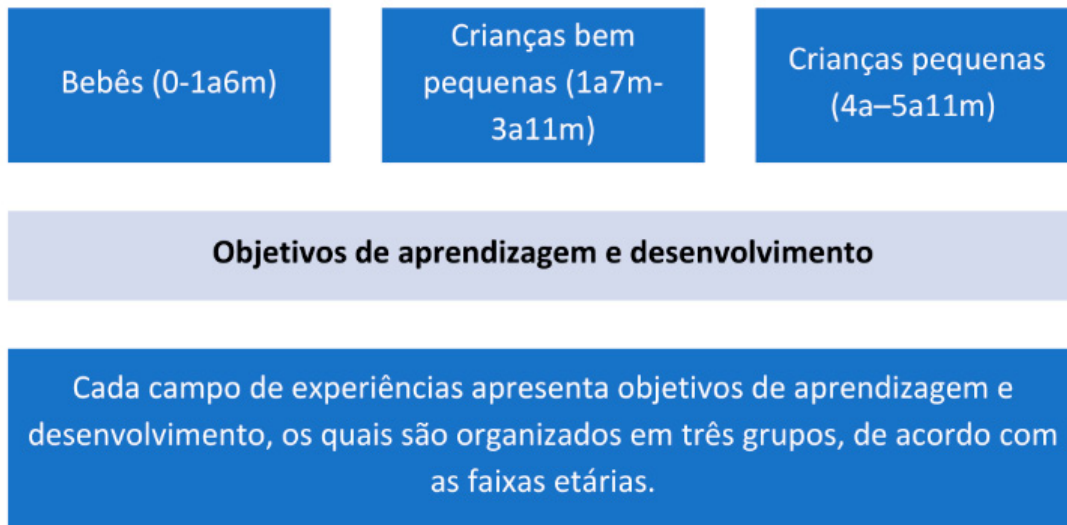 Bebês (0-1a6m)
Crianças bem
pequenas (1a7m-
3a11m)
Crianças pequenas
(4a–5a11m)
Objetivos de aprendizagem e desenvolvimento
Cada campo de experiências apresenta objetivos de aprendizagem e
desenvolvimento, os quais são organizados em três grupos, de acordo com
as faixas etárias.